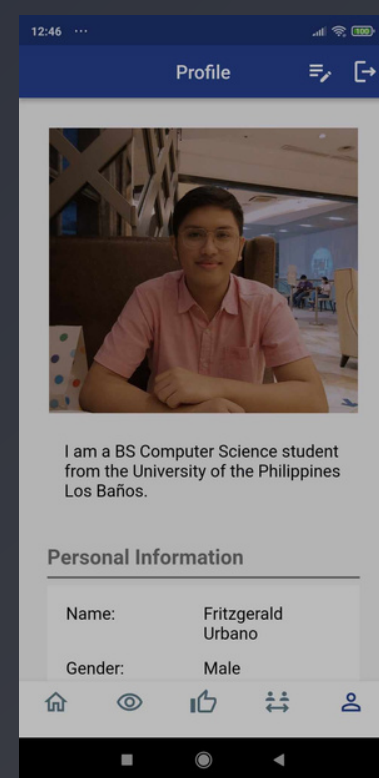 12:46 ...
100
Profile
I am a BS Computer Science student
from the University of the Philippines
Los Baños.
Personal Information
Name: Fritzgerald
Urbano
Gender: Male